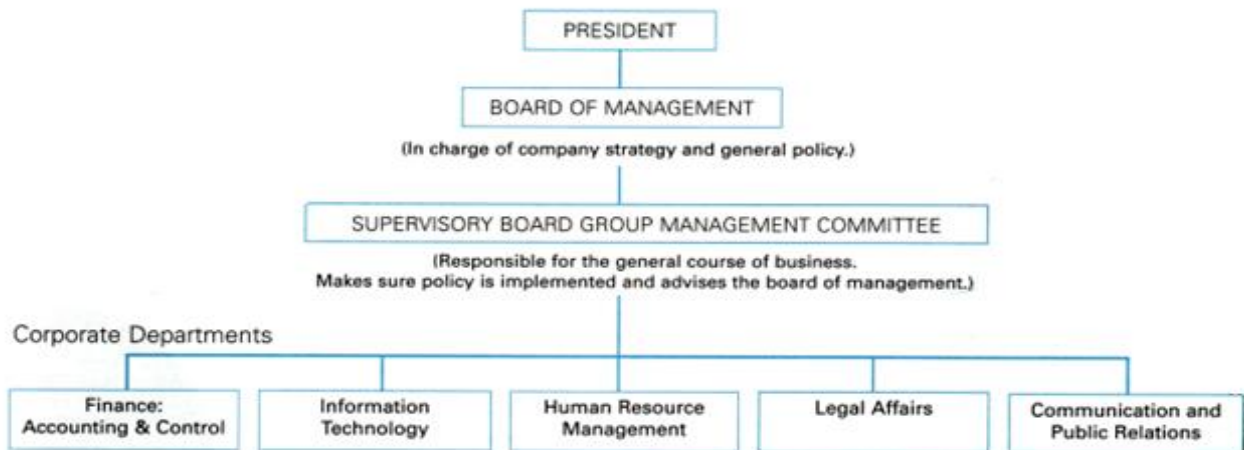 PRESIDENT
BOARD OF MANAGEMENT
(In charge of company strategy and general policy.)
SUPERVISORY BOARD GROUP MANAGEMENT COMMITTEE
(Responsible for the general course of business.
Makes sure policy is implemented and advises the board of management.)
Corporate Departments
Finance:
Accounting & Control
Information
Technology
Human Resource
Management
Legal Affairs
Communication and
Public Relations